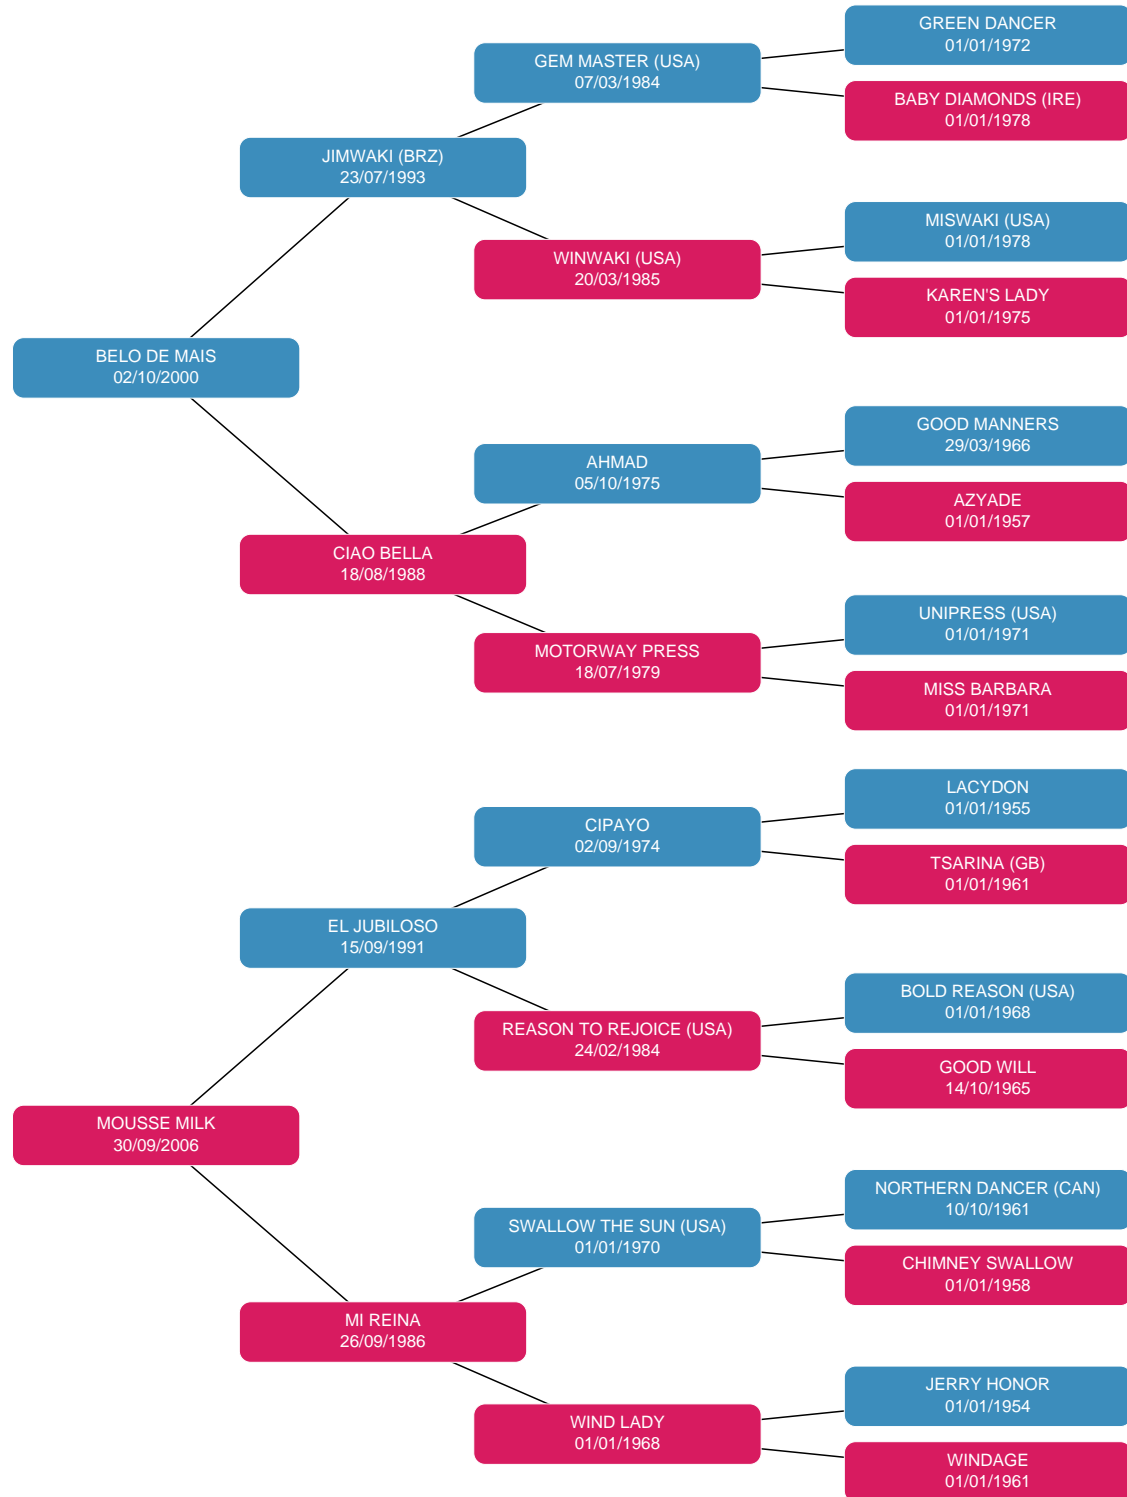 GREEN DANCER
01/01/1972
GEM MASTER (USA)
07/03/1984
BABY DIAMONDS (IRE)
01/01/1978
JIMWAKI (BRZ)
23/07/1993
MISWAKI (USA)
01/01/1978
WINWAKI (USA)
20/03/1985
KAREN'S LADY
01/01/1975
BELO DE MAIS
02/10/2000
GOOD MANNERS
29/03/1966
AHMAD
05/10/1975
AZYADE
01/01/1957
CIAO BELLA
18/08/1988
UNIPRESS (USA)
01/01/1971
MOTORWAY PRESS
18/07/1979
MISS BARBARA
01/01/1971
LACYDON
01/01/1955
CIPAYO
02/09/1974
TSARINA (GB)
01/01/1961
EL JUBILOSO
15/09/1991
BOLD REASON (USA)
01/01/1968
REASON TO REJOICE (USA)
24/02/1984
GOOD WILL
14/10/1965
MOUSSE MILK
30/09/2006
NORTHERN DANCER (CAN)
10/10/1961
SWALLOW THE SUN (USA)
01/01/1970
CHIMNEY SWALLOW
01/01/1958
MI REINA
26/09/1986
JERRY HONOR
01/01/1954
WIND LADY
01/01/1968
WINDAGE
01/01/1961